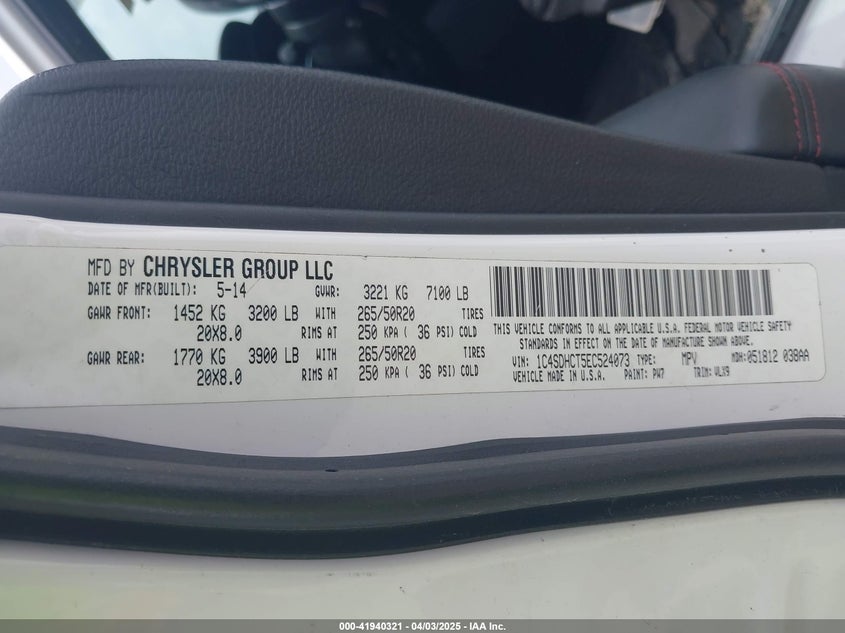 MFD BY CHRYSLER GROUP LLC
DATE OF MFR(BUILT): 5-14 GVWR: 3221 KG 7100 LB
GAWR FRONT: 1452 KG 3200 LB WITH 265/50R20 TIRES
20X8.0 RIMS AT 250 KPA ( 36 PSI) COLD
GAWR REAR: 1770 KG 3900 LB WITH 265/50R20 TIRES
20X8.0 RIMS AT 250 KPA ( 36 PSI) COLD
THIS VEHICLE CONFORMS TO ALL APPLICABLE U.S.A. FEDERAL MOTOR VEHICLE SAFETY
STANDARDS IN EFFECT ON THE DATE OF MANUFACTURE SHOWN ABOVE.
VIN: 1C4SDHCT5EC524073 TYPE: MPV MDH:051812 038AA
VEHICLE MADE IN U.S.A. PAINT: PW7 TRIM: VLX9
000-41940321 | 04/03/2025 - IAA Inc.